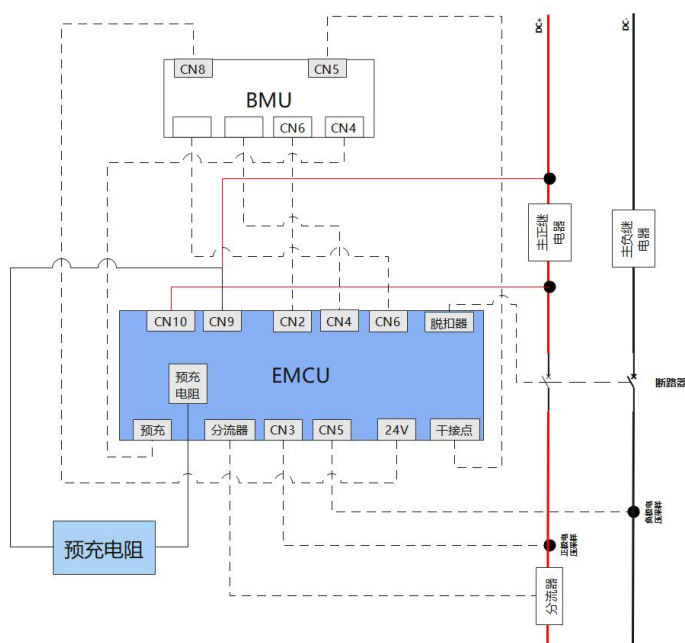 DC+
DC-
CN8
CN5
BMU
CN6
CN4
主正继
电器
主负继
电器
CN10
CN9
CN2
CN4
CN6
脱扣器
预充
电阻
EMCU
断路器
预充
分流器
CN3
CN5
24V
干接点
负极电
压采样
正极电
压采样
预充电阻
分流器